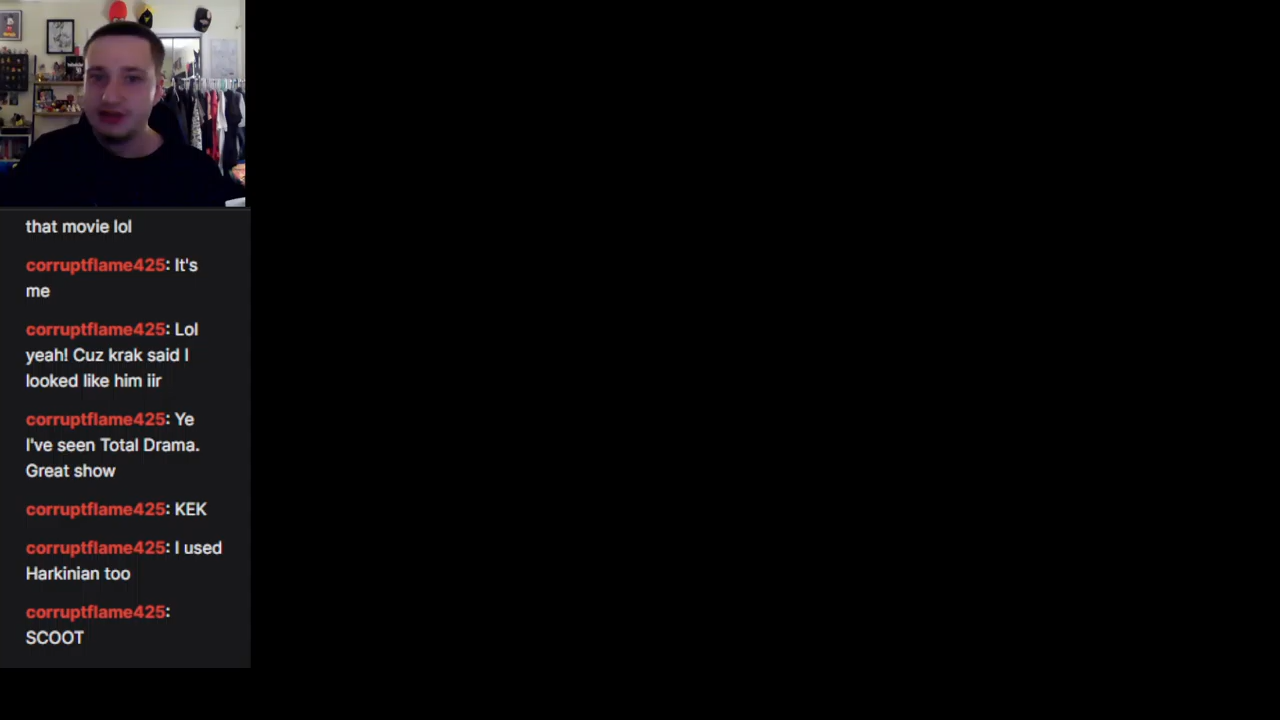 that movie lol
corruptflame425: It's
me
corruptflame425: Lol
yeah! Cuz krak said I
looked like him iir
corruptflame425: Ye
I've seen Total Drama.
Great show
corruptflame425: KEK
corruptflame425: I used
Harkinian too
corruptflame425:
SCOOT